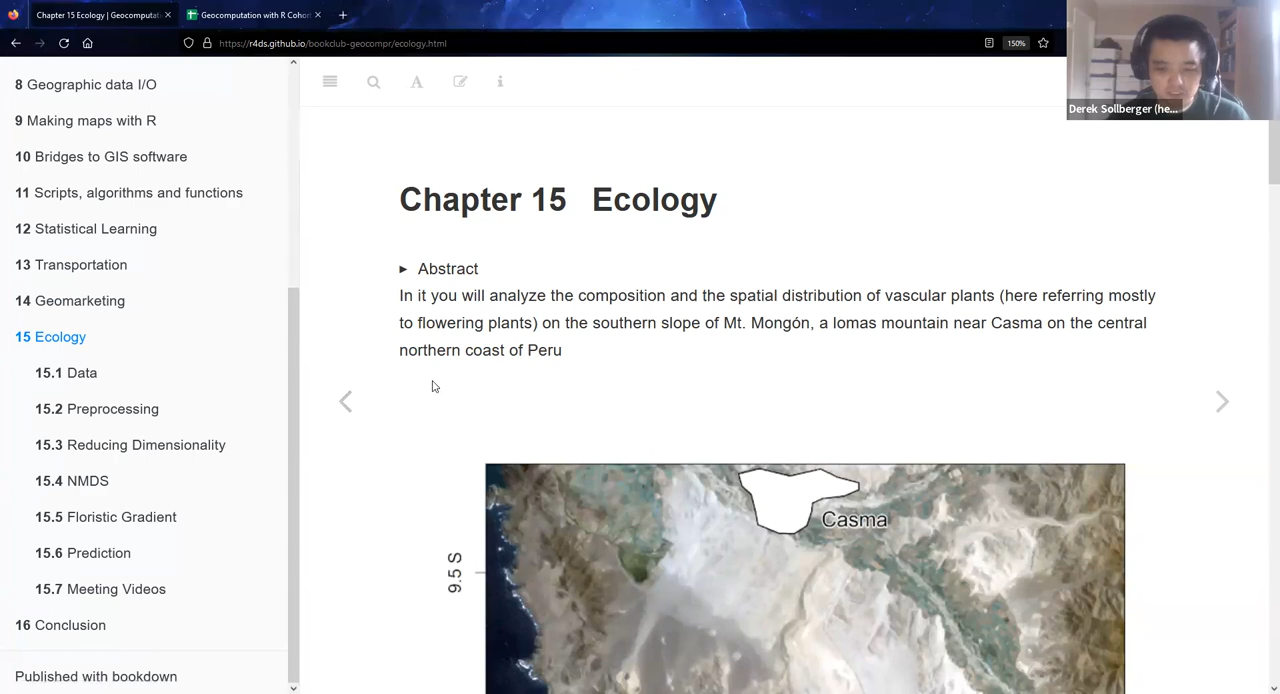 Chapter 15 Ecology | Geocomputat
Geocomputation with R Cohor
https://r4ds.github.io/bookclub-geocompr/ecology.html
150%
Derek Sollberger (he...
8 Geographic data I/O
9 Making maps with R
10 Bridges to GIS software
11 Scripts, algorithms and functions
12 Statistical Learning
13 Transportation
14 Geomarketing
15 Ecology
15.1 Data
15.2 Preprocessing
15.3 Reducing Dimensionality
15.4 NMDS
15.5 Floristic Gradient
15.6 Prediction
15.7 Meeting Videos
16 Conclusion
Published with bookdown
Chapter 15 Ecology
Abstract
In it you will analyze the composition and the spatial distribution of vascular plants (here referring mostly
to flowering plants) on the southern slope of Mt. Mongón, a lomas mountain near Casma on the central
northern coast of Peru
Casma
9.5 S